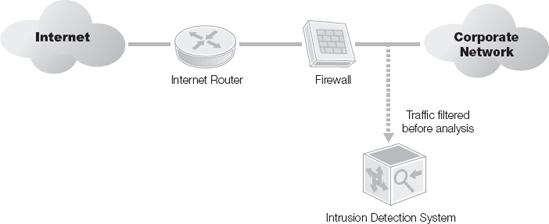 Internet
Corporate
Network
Internet Router
Firewall
Traffic filtered
before analysis
Intrusion Detection System